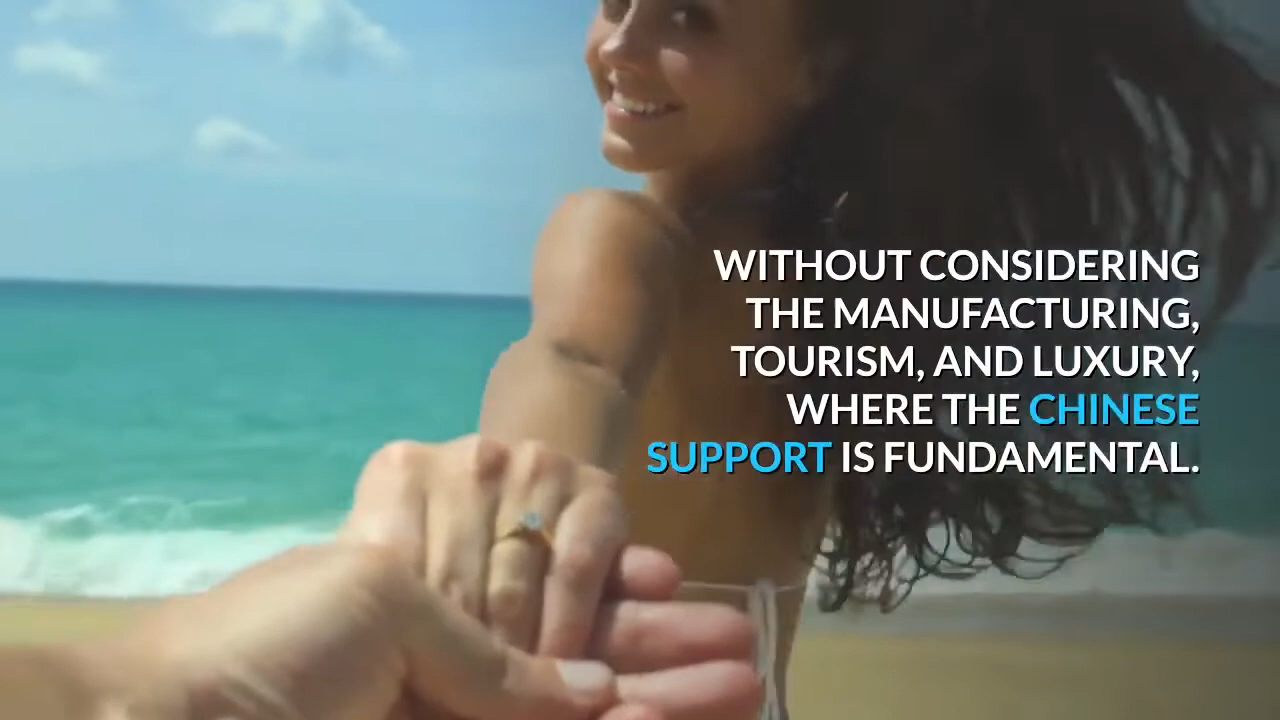 WITHOUT CONSIDERING
THE MANUFACTURING,
TOURISM, AND LUXURY,
WHERE THE CHINESE
SUPPORT IS FUNDAMENTAL.